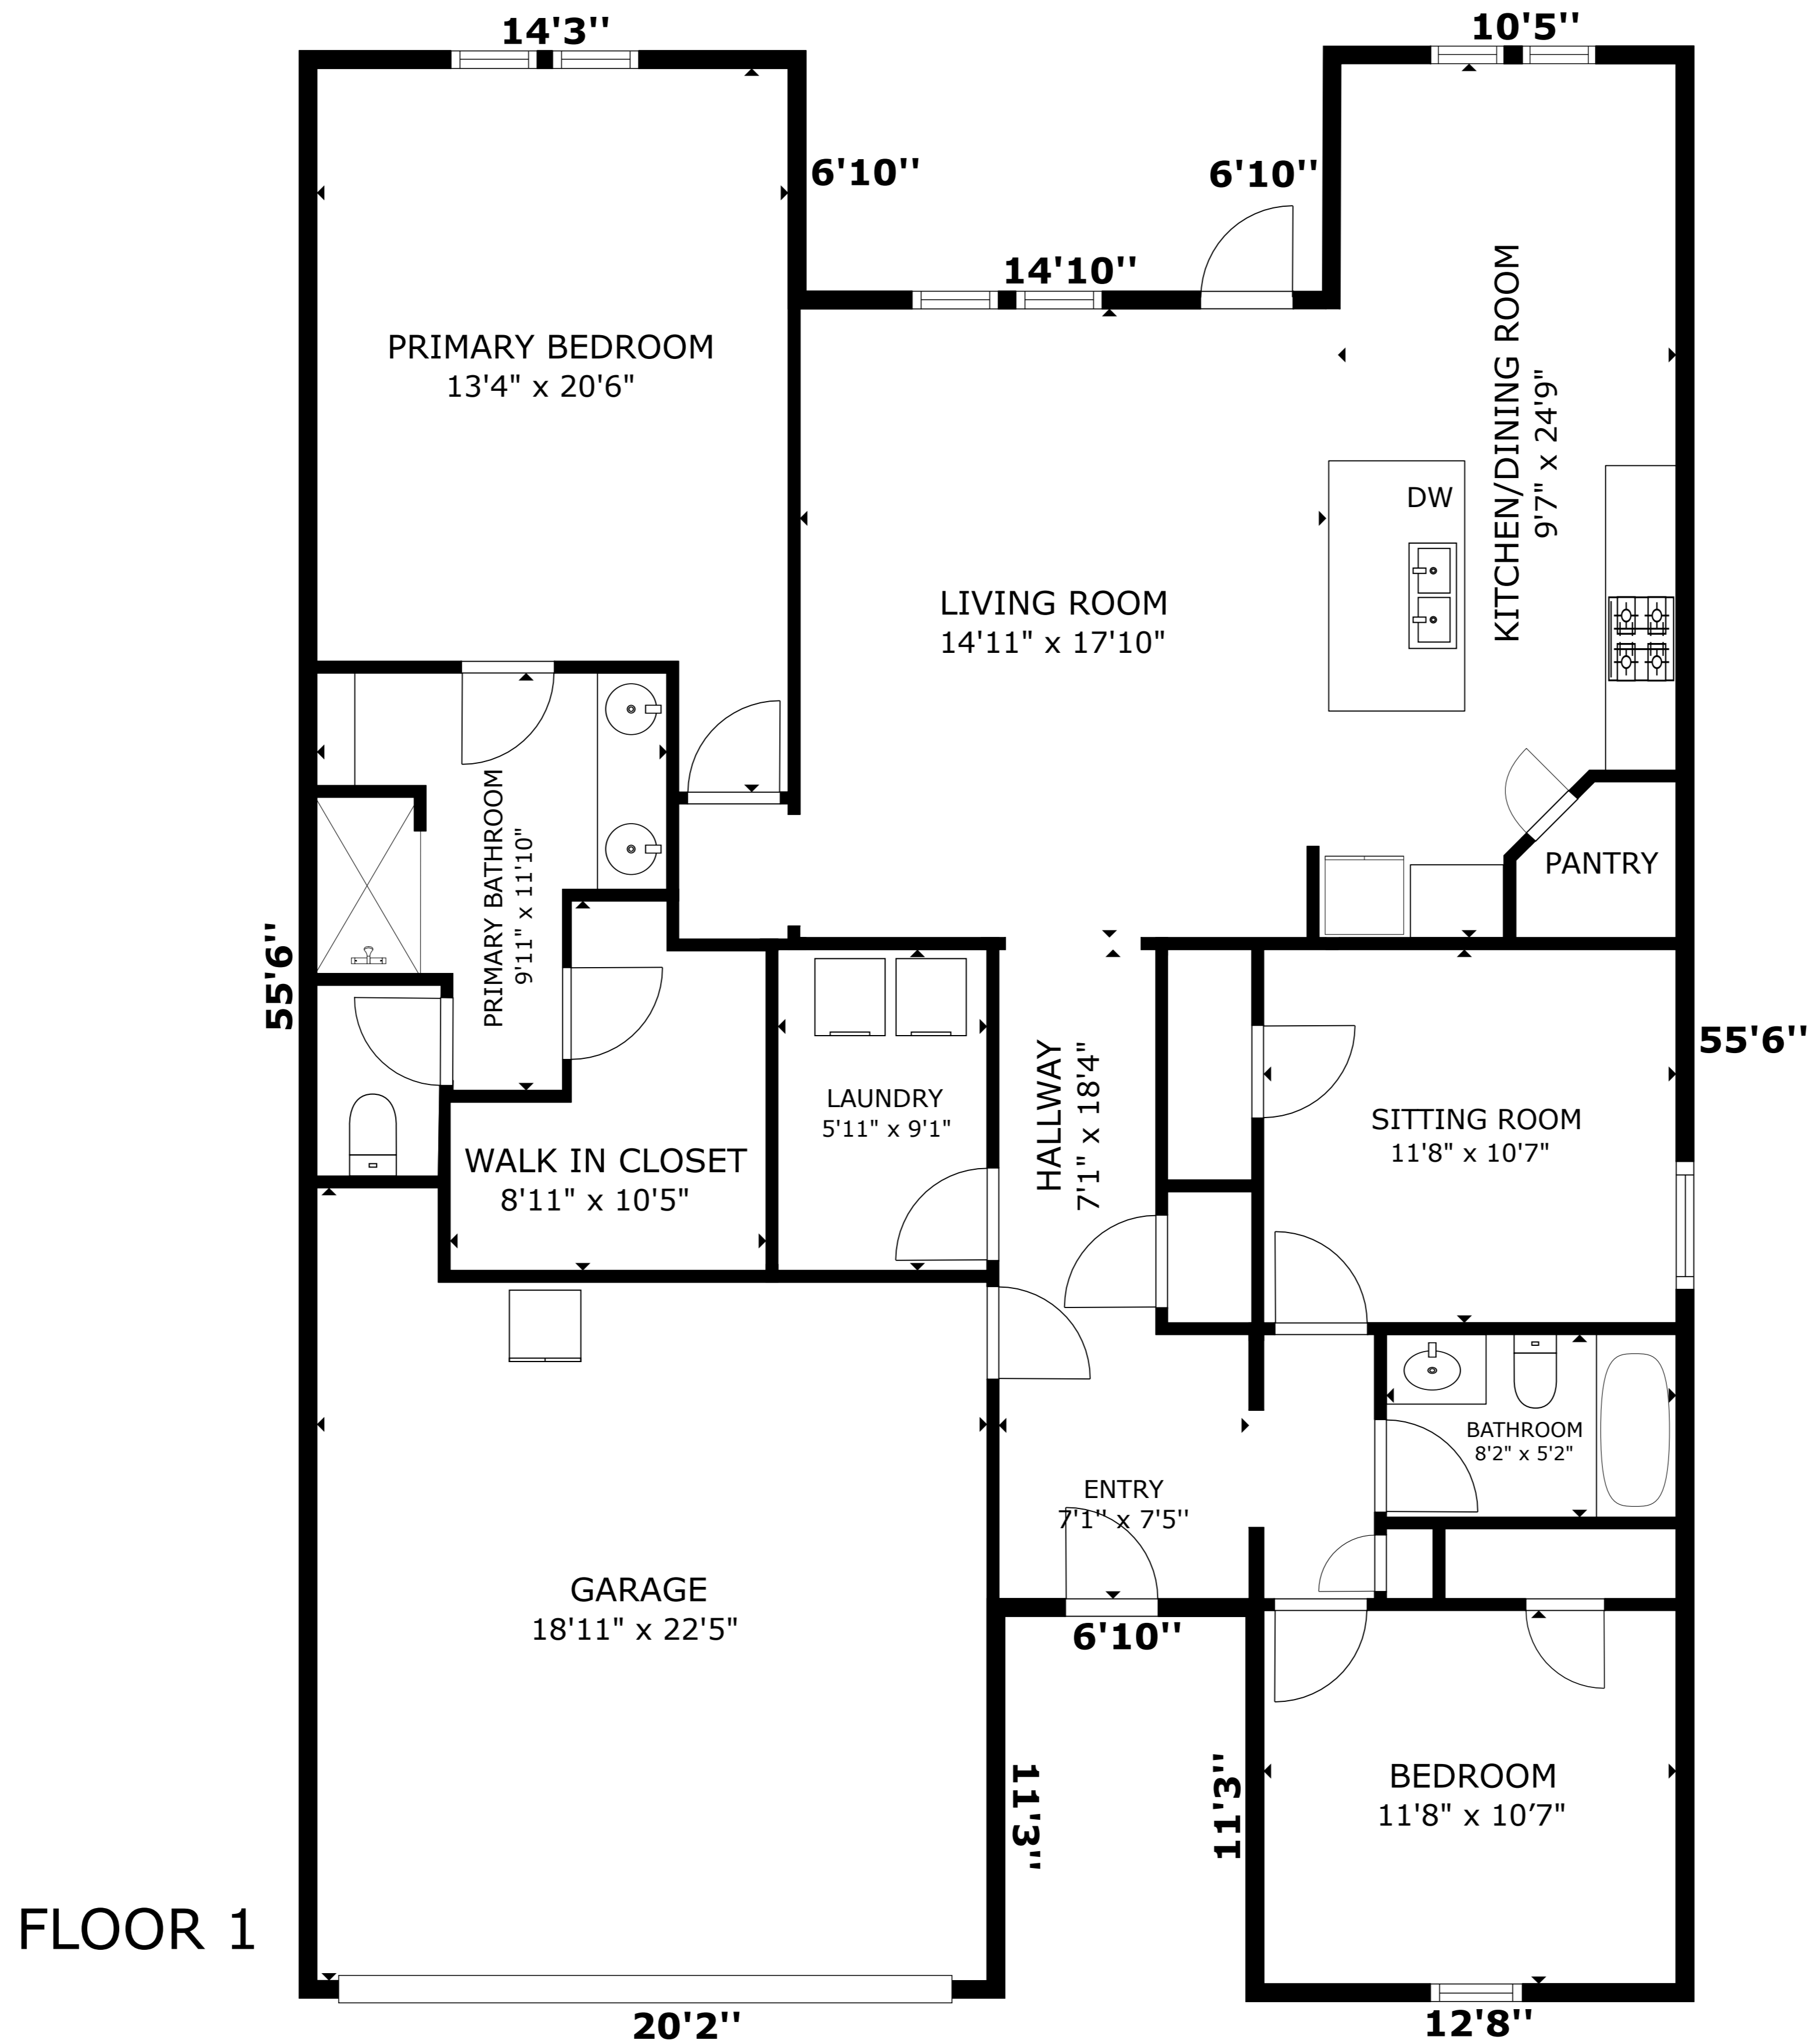 14'3''
10'5''
6'10''
6'10''
14'10''
PRIMARY BEDROOM
13'4" x 20'6"
KITCHEN/DINING ROOM
9'7" x 24'9"
DW
LIVING ROOM
14'11" x 17'10"
PRIMARY BATHROOM
9'11" x 11'10"
PANTRY
55'6''
55'6''
HALLWAY
7'1" x 18'4"
LAUNDRY
5'11" x 9'1"
SITTING ROOM
11'8" x 10'7"
WALK IN CLOSET
8'11" x 10'5"
BATHROOM
8'2" x 5'2"
ENTRY
7'1'' x 7'5''
GARAGE
18'11" x 22'5"
6'10''
11'3''
11'3''
BEDROOM
11'8" x 10’7"
FLOOR 1
20'2''
12'8''